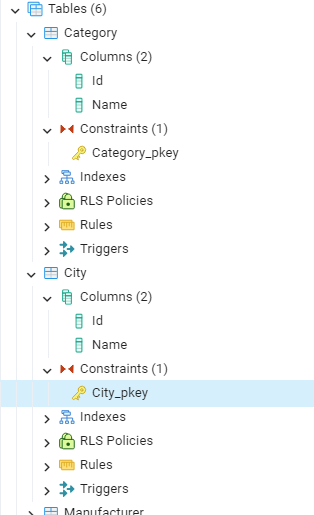 Tables (6)
Category
Columns (2)
Id
Name
Constraints (1)
Category_pkey
Indexes
RLS Policies
Rules
Triggers
City
Columns (2)
Id
Name
Constraints (1)
City_pkey
Indexes
RLS Policies
Rules
Triggers
Manufacturer